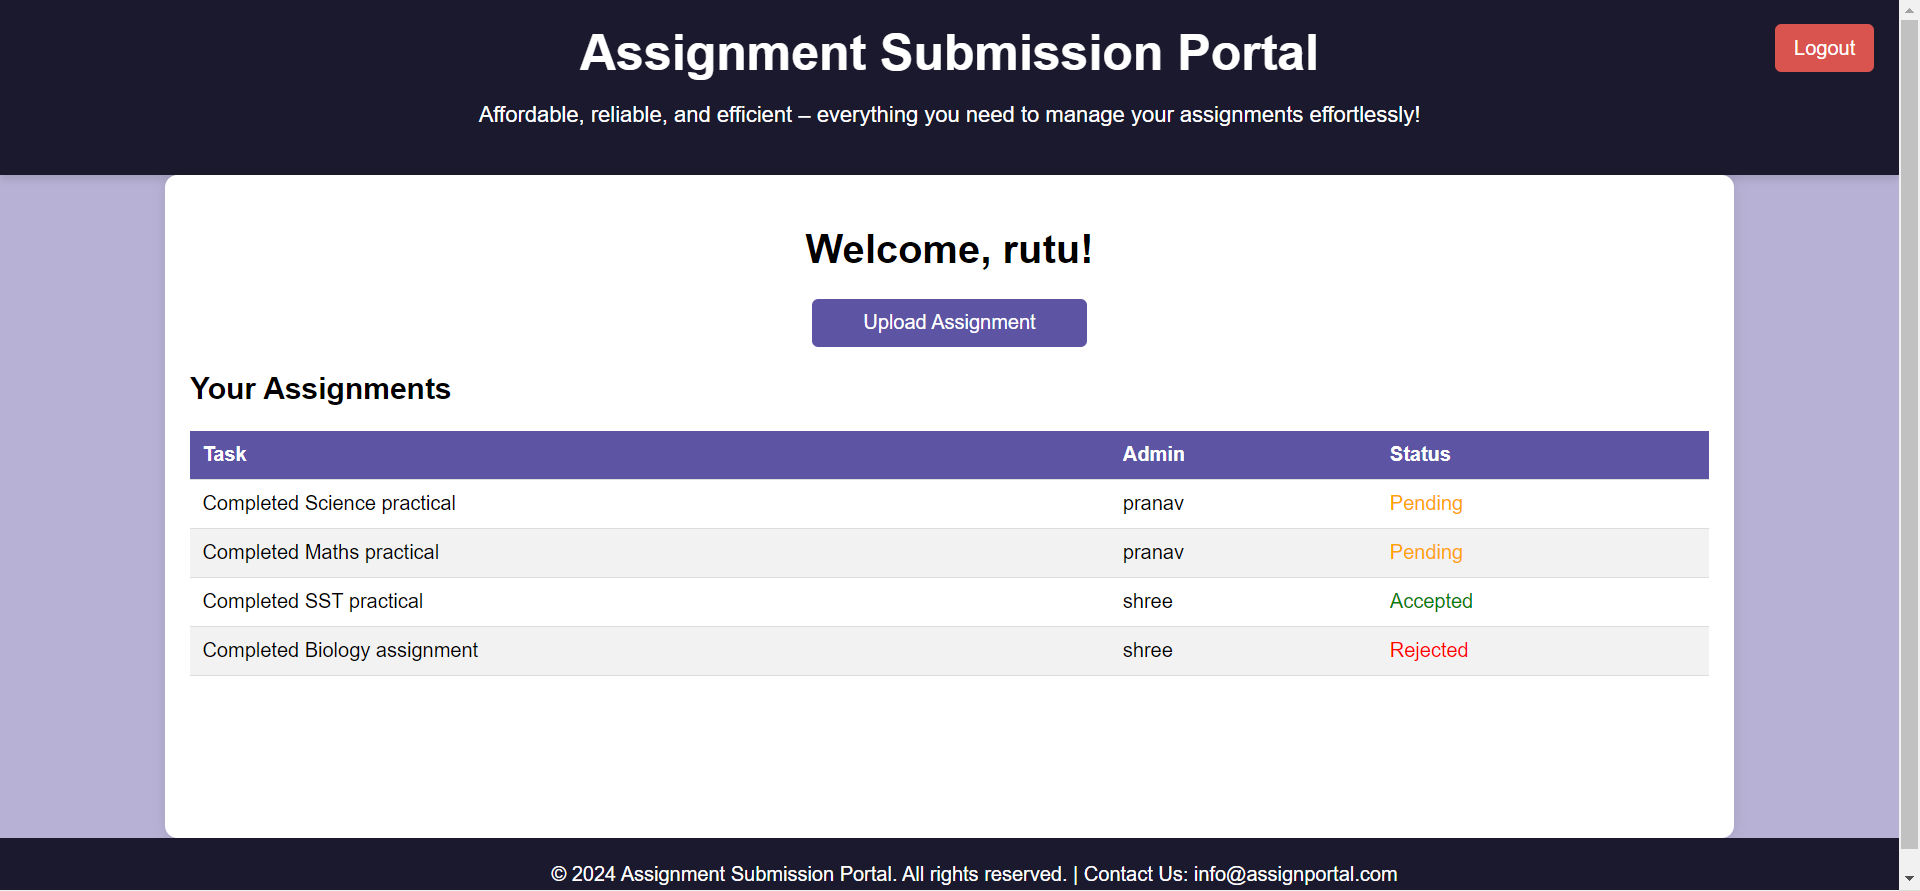 Assignment Submission Portal
Logout
Affordable, reliable, and efficient – everything you need to manage your assignments effortlessly!
Welcome, rutu!
Upload Assignment
Your Assignments
Task Admin Status
Completed Science practical pranav Pending
Completed Maths practical pranav Pending
Completed SST practical shree Accepted
Completed Biology assignment shree Rejected
© 2024 Assignment Submission Portal. All rights reserved. | Contact Us: info@assignportal.com